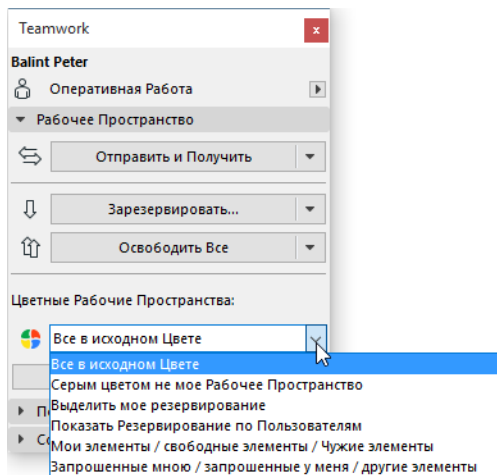 Teamwork
x
Balint Peter
Оперативная Работа
Рабочее Пространство
Отправить и Получить
Зарезервировать...
Освободить Все
Цветные Рабочие Пространства:
Все в исходном Цвете
Все в исходном Цвете
Серым цветом не мое Рабочее Пространство
Выделить мое резервирование
Показать Резервирование по Пользователям
Мои элементы / свободные элементы / Чужие элементы
Запрошенные мною / запрошенные у меня / другие элементы